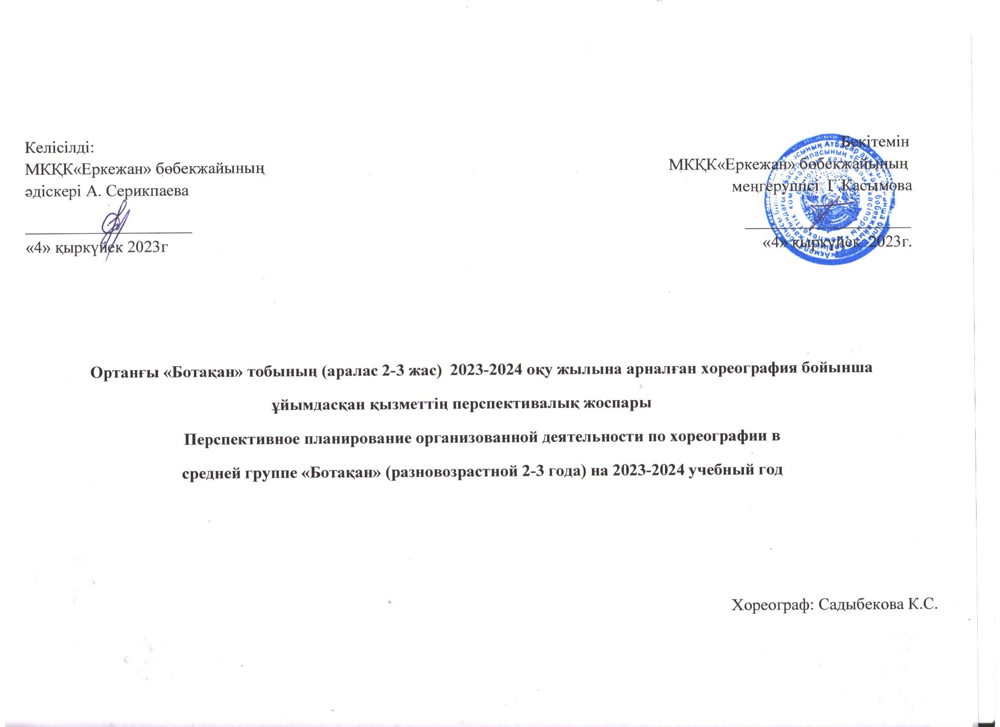 Келісілді:
МКҚК«Еркежан» бөбекжайының
әдіскері А. Серикпаева
«4» қыркүйек 2023г
Бекітемін
МКҚК«Еркежан» бөбекжайының
меңгерушісі Г.Касымова
«4» қыркүйек 2023г.
Ортанғы «Ботақан» тобының (аралас 2-3 жас) 2023-2024 оқу жылына арналған хореография бойынша
ұйымдасқан қызметтің перспективалық жоспары
Перспективное планирование организованной деятельности по хореографии в
средней группе «Ботақан» (разновозрастной 2-3 года) на 2023-2024 учебный год
Хореограф: Садыбекова К.С.